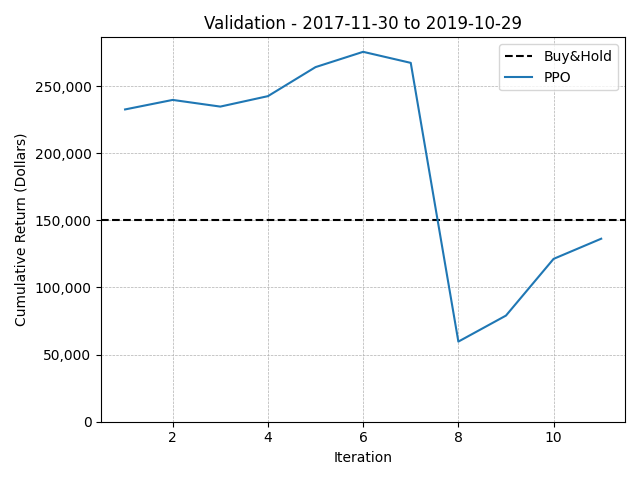 Validation - 2017-11-30 to 2019-10-29
Buy&Hold
PPO
Cumulative Return (Dollars)
250,000
200,000
150,000
100,000
50,000
0
2 4 6 8 10
Iteration